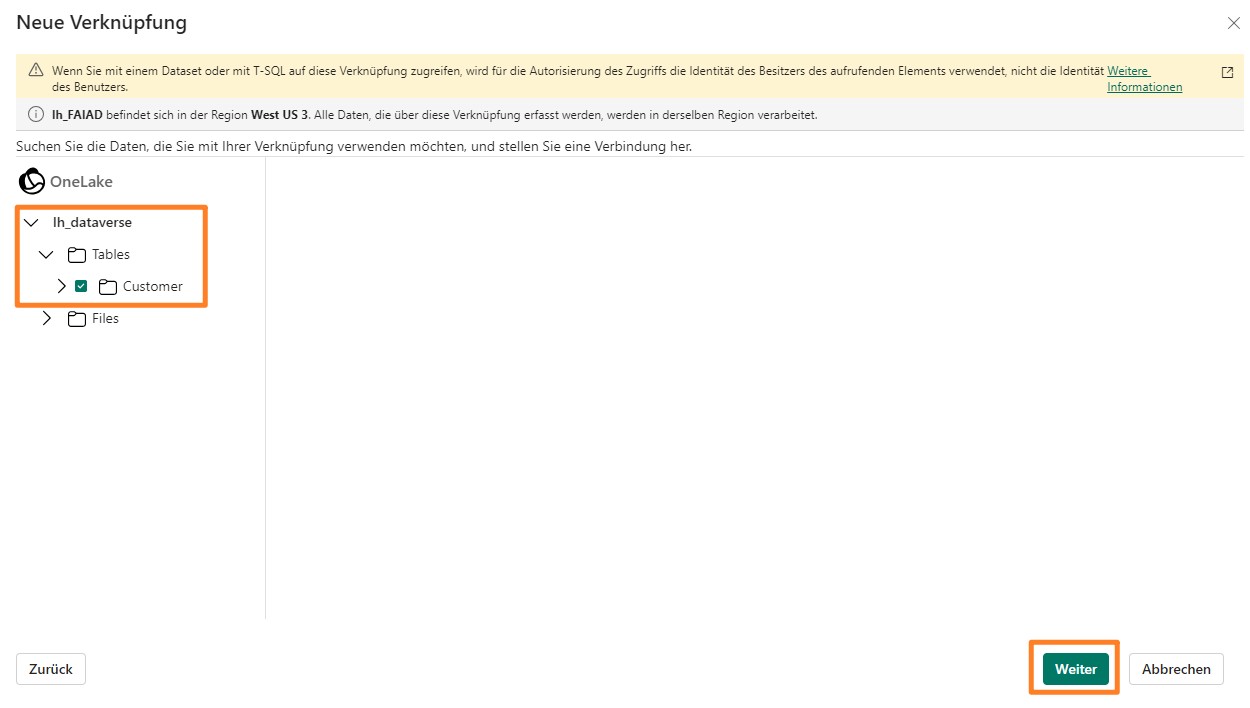 Neue Verknüpfung
Wenn Sie mit einem Dataset oder mit T-SQL auf diese Verknüpfung zugreifen, wird für die Autorisierung des Zugriffs die Identität des Besitzers des aufrufenden Elements verwendet, nicht die Identität
des Benutzers.
Weitere
Informationen
lh_FAIAD befindet sich in der Region West US 3. Alle Daten, die über diese Verknüpfung erfasst werden, werden in derselben Region verarbeitet.
Suchen Sie die Daten, die Sie mit Ihrer Verknüpfung verwenden möchten, und stellen Sie eine Verbindung her.
OneLake
lh_dataverse
Tables
Customer
Files
Zurück
Weiter
Abbrechen